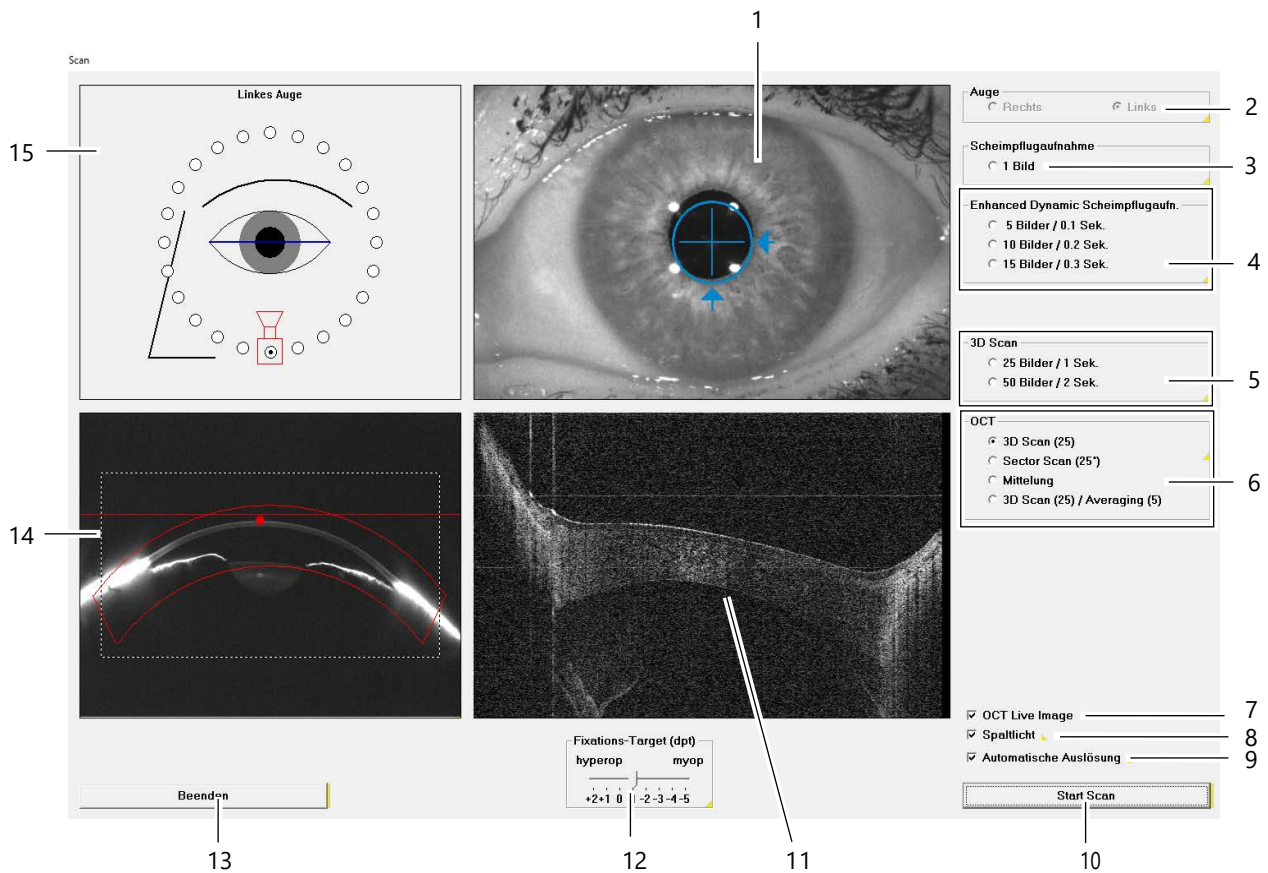 1
Scan
Linkes Auge
15
Auge
Rechts
Links
2
Scheimpflugaufnahme
1 Bild
3
Enhanced Dynamic Scheimpflugaufn.
5 Bilder / 0.1 Sek.
10 Bilder / 0.2 Sek.
15 Bilder / 0.3 Sek.
4
3D Scan
25 Bilder / 1 Sek.
50 Bilder / 2 Sek.
5
OCT
3D Scan (25)
Sector Scan (25°)
Mittelung
3D Scan (25) / Averaging (5)
6
14
OCT Live Image
7
Spaltlicht
8
Automatische Auslösung
9
Fixations-Target (dpt)
hyperop myop
+2 +1 0 -1 -2 -3 -4 -5
Beenden
Start Scan
13
12
11
10